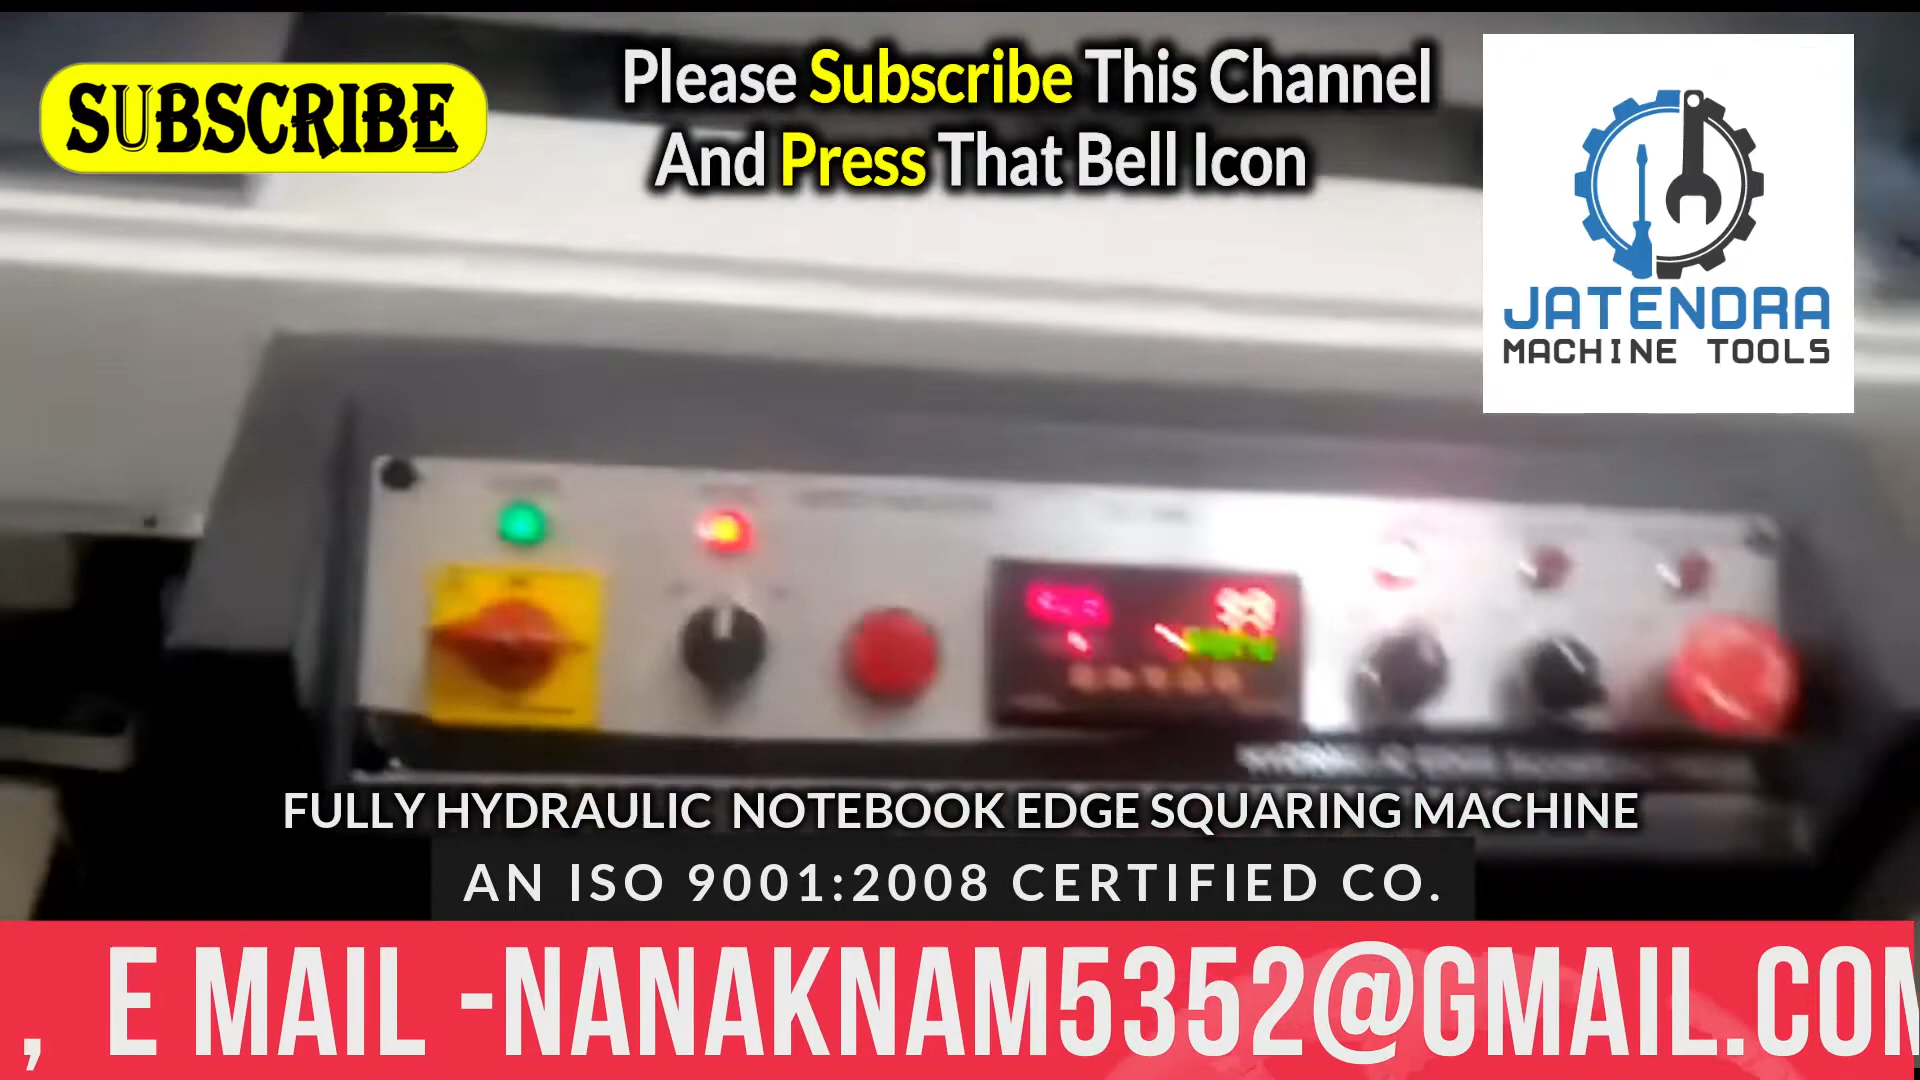 SUBSCRIBE
Please Subscribe This Channel
And Press That Bell Icon
JATENDRA
MACHINE TOOLS
FULLY HYDRAULIC NOTEBOOK EDGE SQUARING MACHINE
AN ISO 9001:2008 CERTIFIED CO.
, E MAIL -NANAKNAM5352@GMAIL.COM